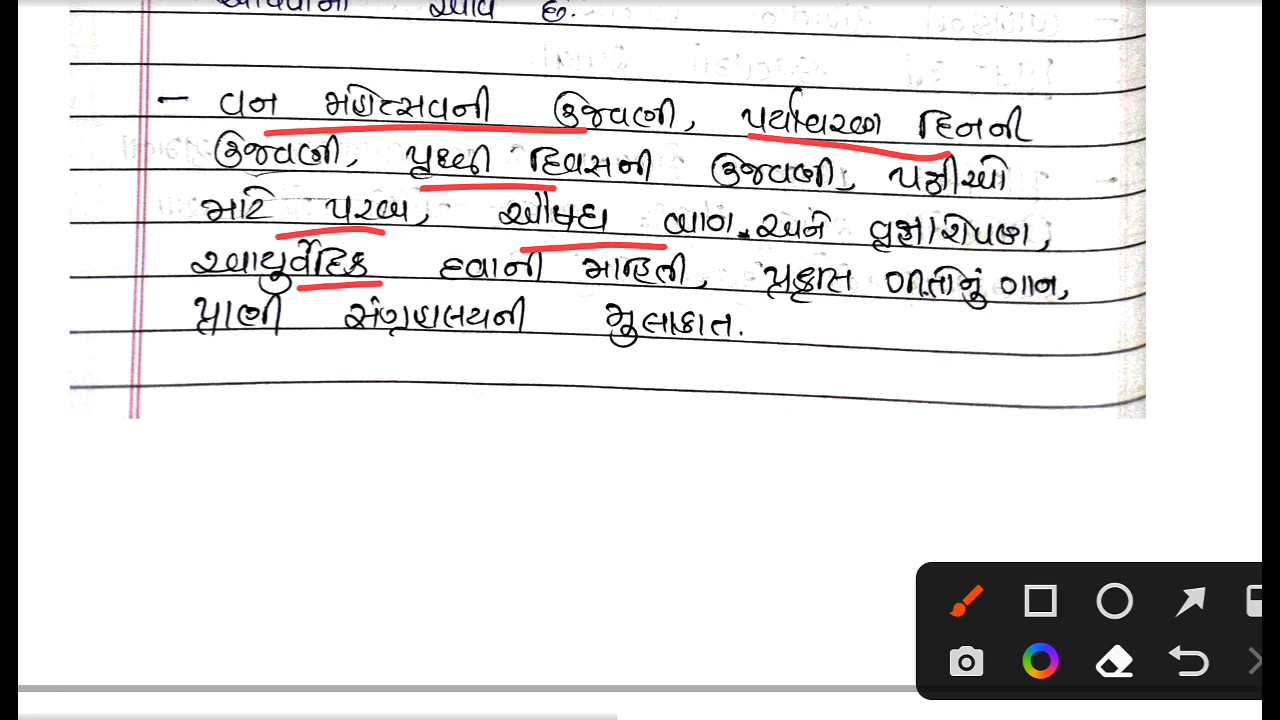 આવે છે.
- વન મહોત્સવની ઉજવણી, પર્યાવરણ દિનની
ઉજવણી, પૃથ્વી દિવસની ઉજવણી, પક્ષીઓ
માટે પરબ, ઔષધ બાગ અને વૃક્ષારોપણ,
આયુર્વેદિક દવાની માહિતી, પ્રકૃતિ ગીતોનું ગાન,
પ્રાણી સંગ્રહાલયની મુલાકાત.